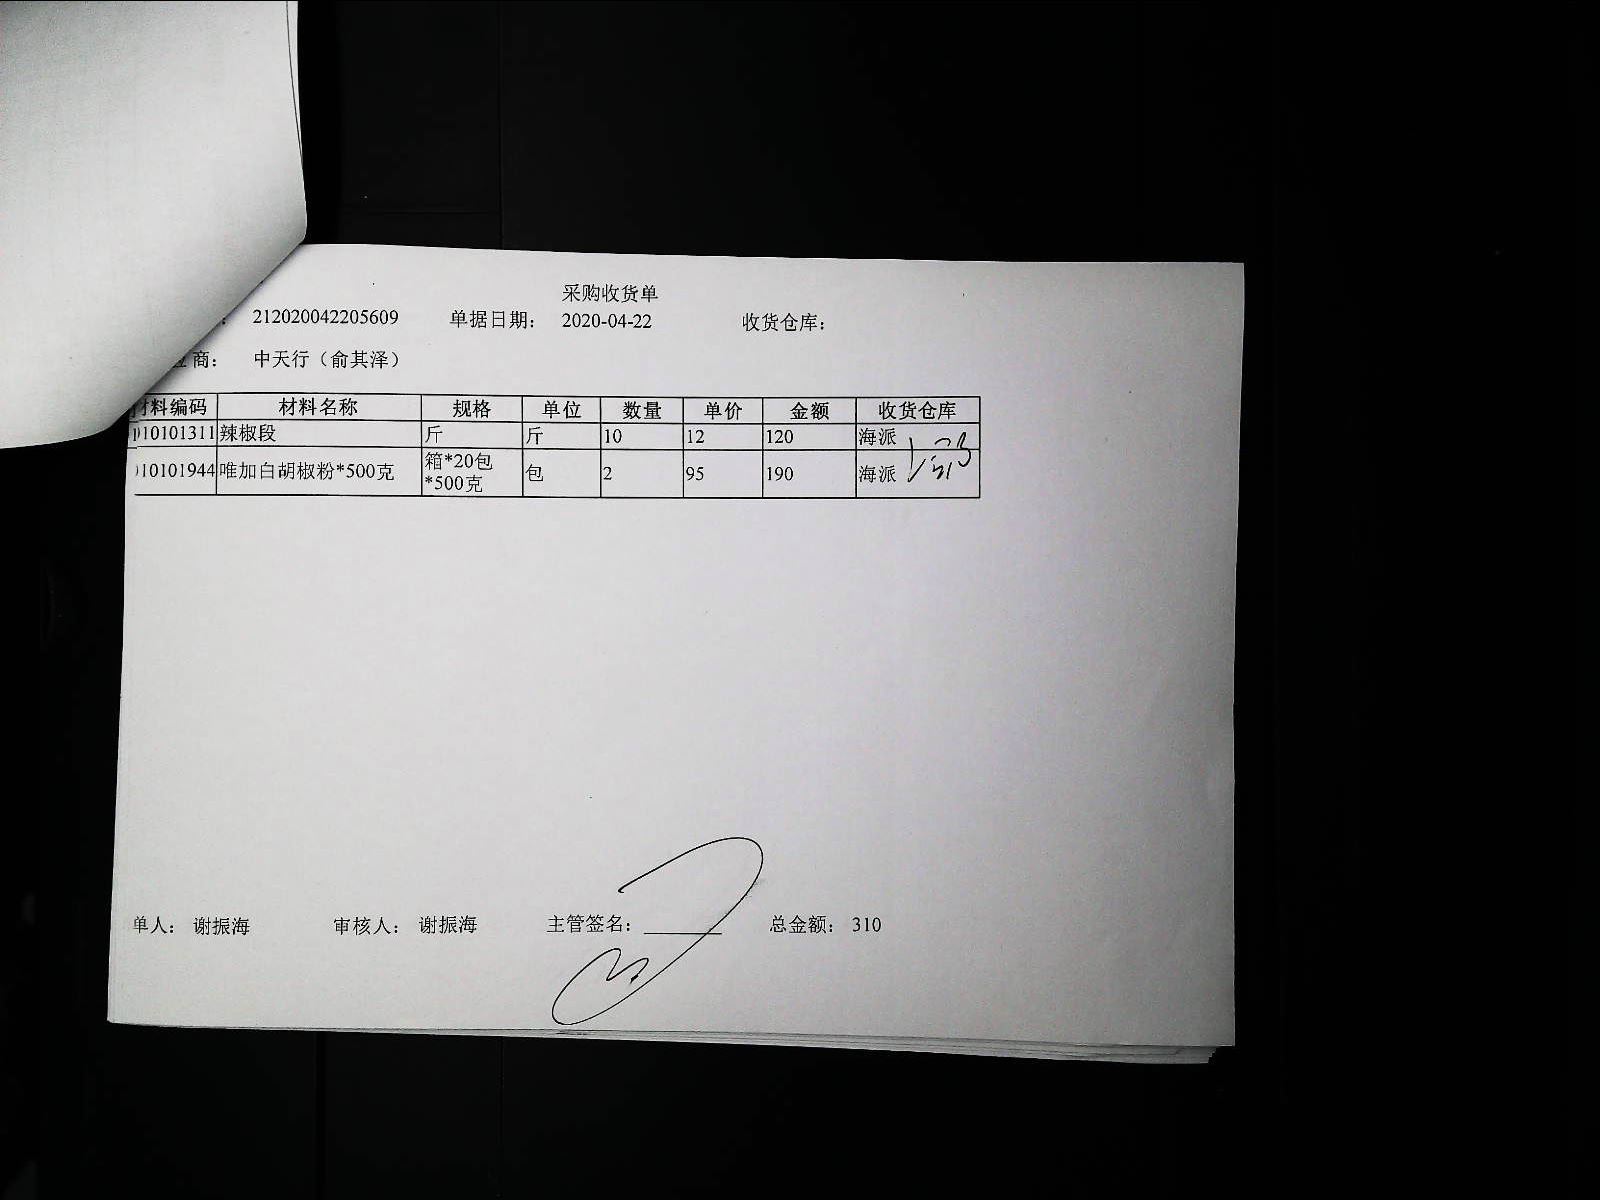 采购收货单
: 212020042205609 单据日期: 2020-04-22 收货仓库:
应商: 中天行（俞其泽）
材料编码 材料名称 规格 单位 数量 单价 金额 收货仓库
10101311 辣椒段 斤 斤 10 12 120 海派
10101944 唯加白胡椒粉*500克 箱*20包 包 2 95 190 海派
*500克
单人: 谢振海 审核人: 谢振海 主管签名: 总金额: 310